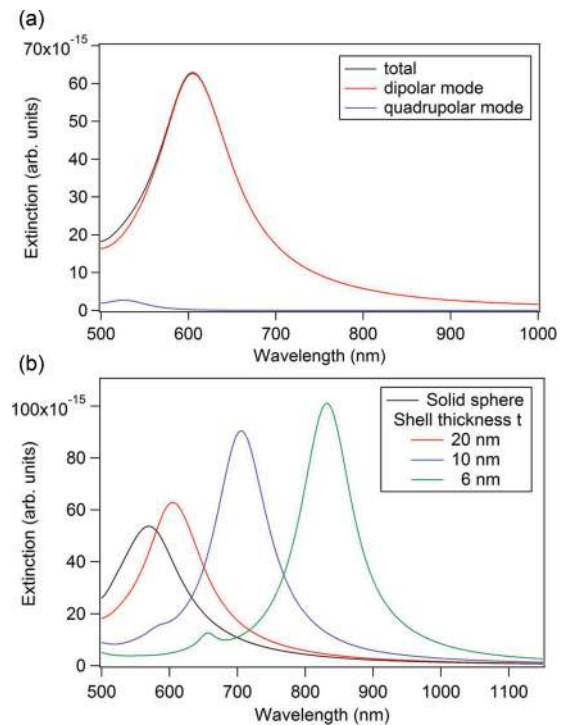 (a)
70x10-15
60
50
40
30
20
10
0
Extinction (arb. units)
total
dipolar mode
quadrupolar mode
500
600
700
800
900
1000
Wavelength (nm)
(b)
100x10-15
80
60
40
20
0
Extinction (arb. units)
Solid sphere
Shell thickness t
20 nm
10 nm
6 nm
500
600
700
800
900
1000
1100
Wavelength (nm)